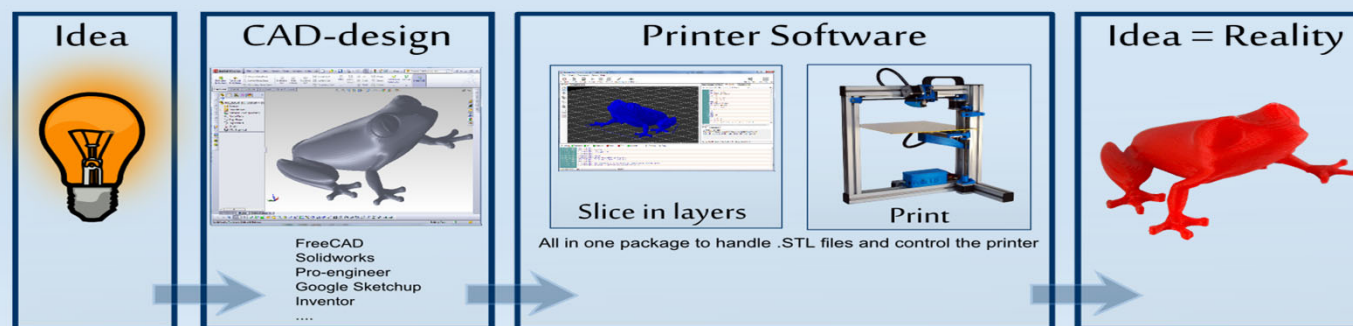 Idea
CAD-design
FreeCAD
Solidworks
Pro-engineer
Google Sketchup
Inventor
....
Printer Software
Slice in layers
Print
All in one package to handle .STL files and control the printer
Idea = Reality